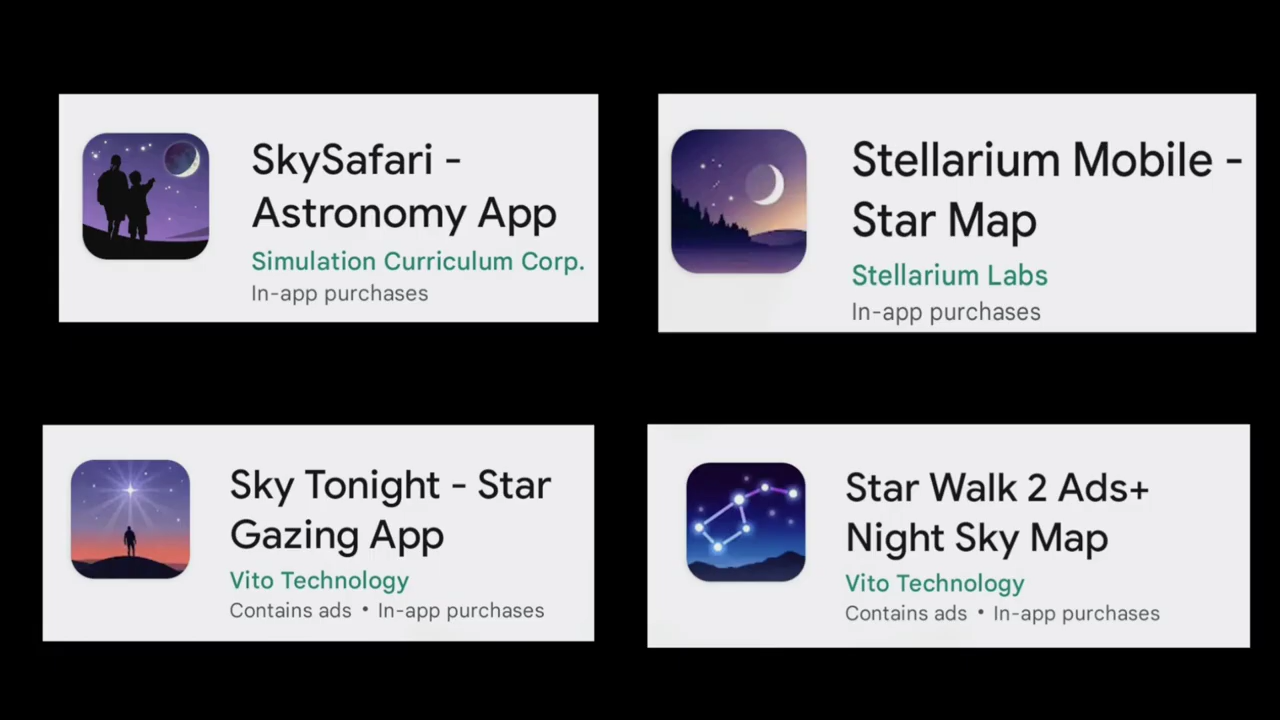 SkySafari -
Astronomy App
Simulation Curriculum Corp.
In-app purchases
Stellarium Mobile -
Star Map
Stellarium Labs
In-app purchases
Sky Tonight - Star
Gazing App
Vito Technology
Contains ads • In-app purchases
Star Walk 2 Ads+
Night Sky Map
Vito Technology
Contains ads • In-app purchases